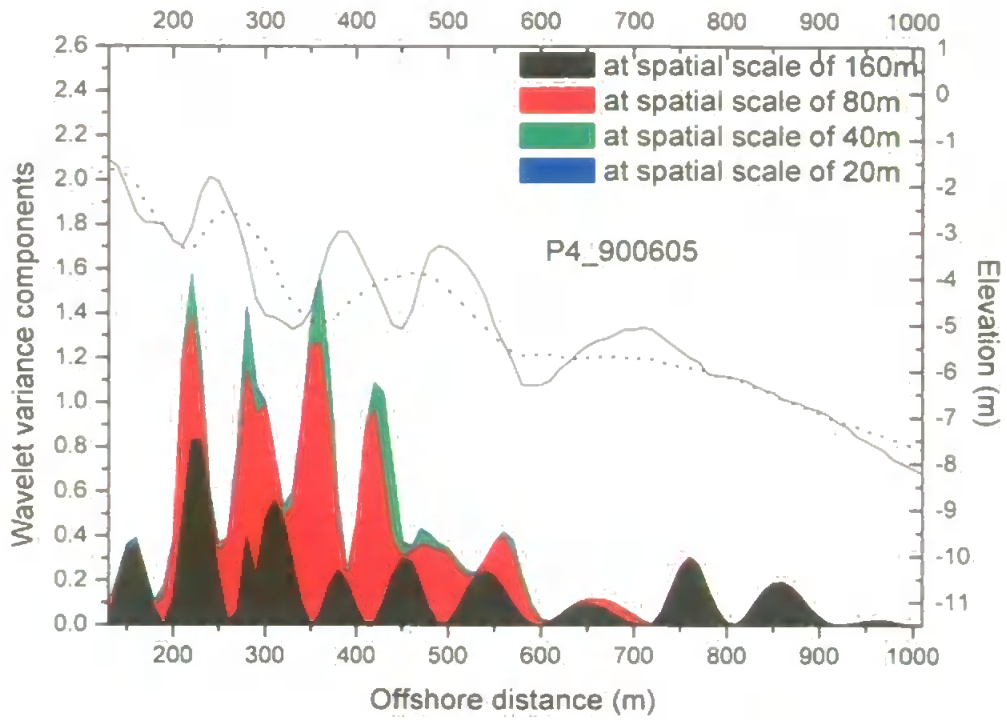 200 300 400 500 600 700 800 900 1000
2.6
2.4
2.2
2.0
1.8
1.6
1.4
1.2
1.0
0.8
0.6
0.4
0.2
0.0
Wavelet variance components
at spatial scale of 160m
at spatial scale of 80m
at spatial scale of 40m
at spatial scale of 20m
P4_900605
1
0
-1
-2
-3
-4
-5
-6
-7
-8
-9
-10
-11
Elevation (m)
200 300 400 500 600 700 800 900 1000
Offshore distance (m)